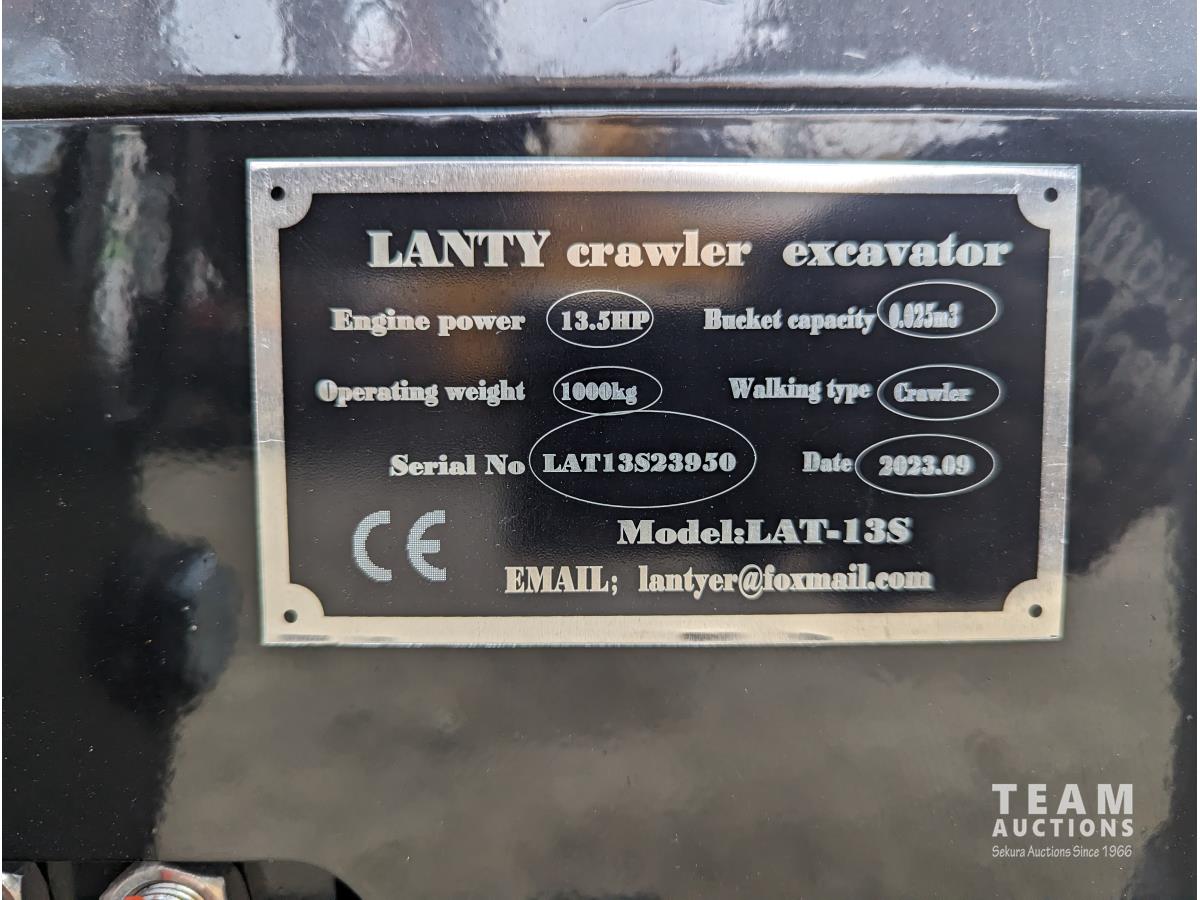 LANTY crawler excavator
Engine power 13.5HP Bucket capacity 0.025m3
Operating weight 1000kg Walking type Crawler
Serial No LAT13S23950 Date 2023.09
CE Model:LAT-13S
EMAIL; lantyer@foxmail.com
TEAM
AUCTIONS
Sekura Auctions Since 1966